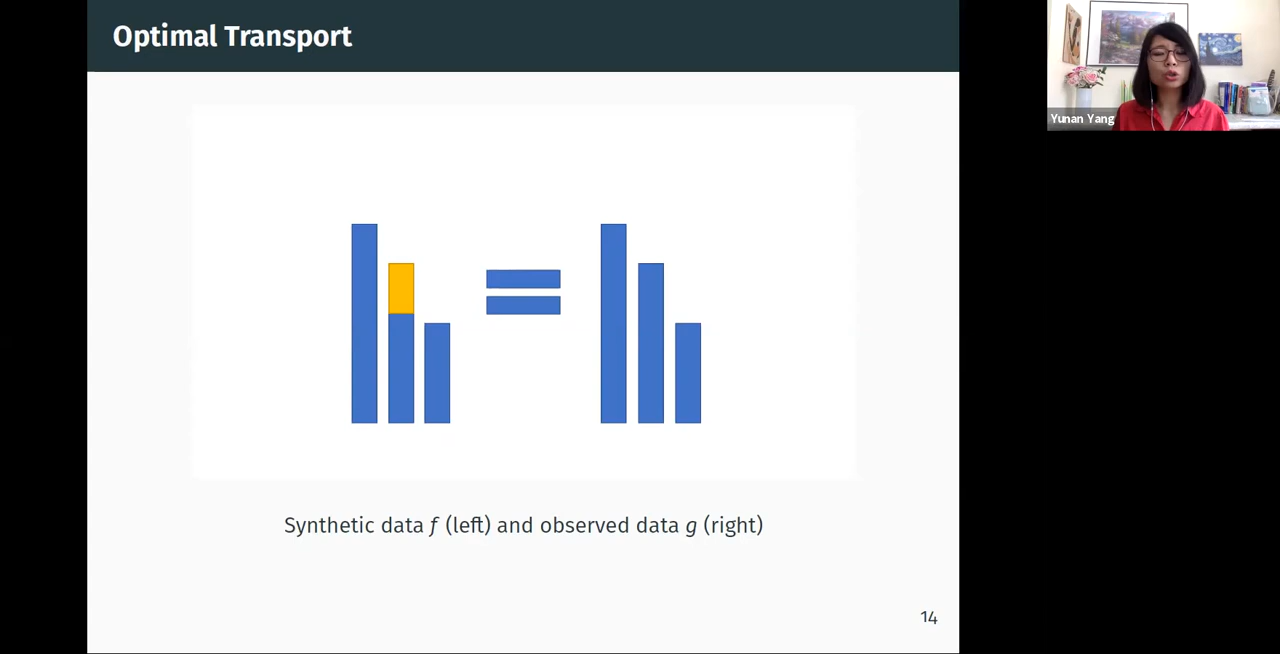 Optimal Transport
Yunan Yang
Synthetic data f (left) and observed data g (right)
14